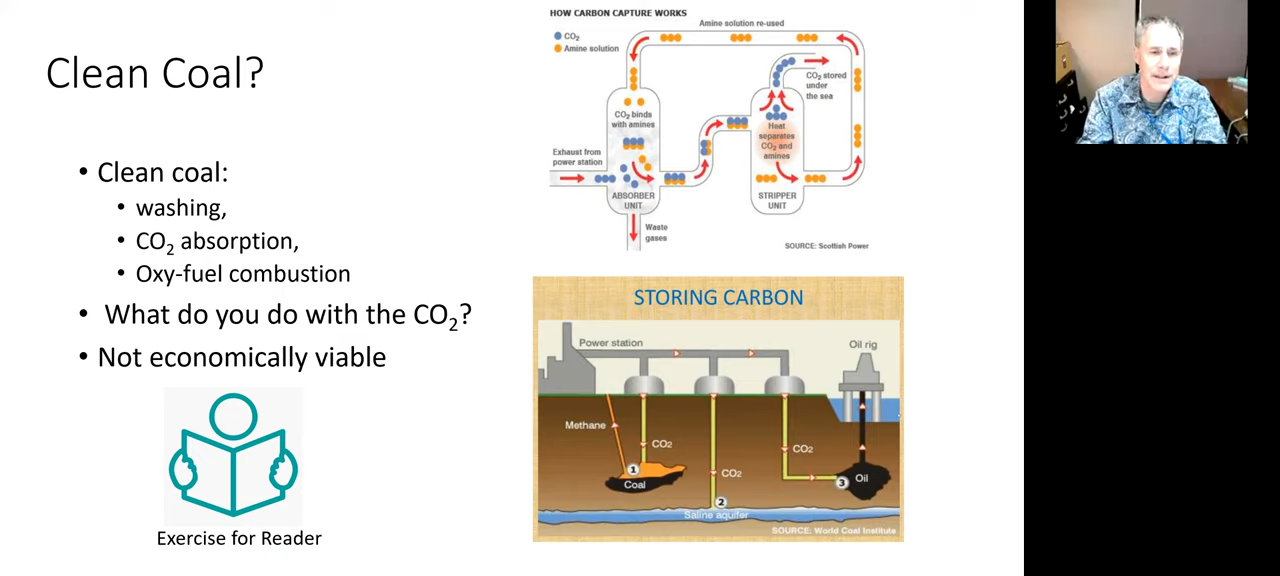 Clean Coal?
• Clean coal:
• washing,
• CO₂ absorption,
• Oxy-fuel combustion
• What do you do with the CO₂?
• Not economically viable
Exercise for Reader
HOW CARBON CAPTURE WORKS
CO₂
Amine solution
Amine solution re-used
CO₂ stored
under
the sea
CO₂ binds
with amines
Heat
separates
CO₂ and
amines
Exhaust from
power station
ABSORBER
UNIT
STRIPPER
UNIT
Waste
gases
SOURCE: Scottish Power
STORING CARBON
Power station
Oil rig
Methane
CO2
CO2
CO2
1
Coal
2
3
Oil
Saline aquifer
SOURCE: World Coal Institute